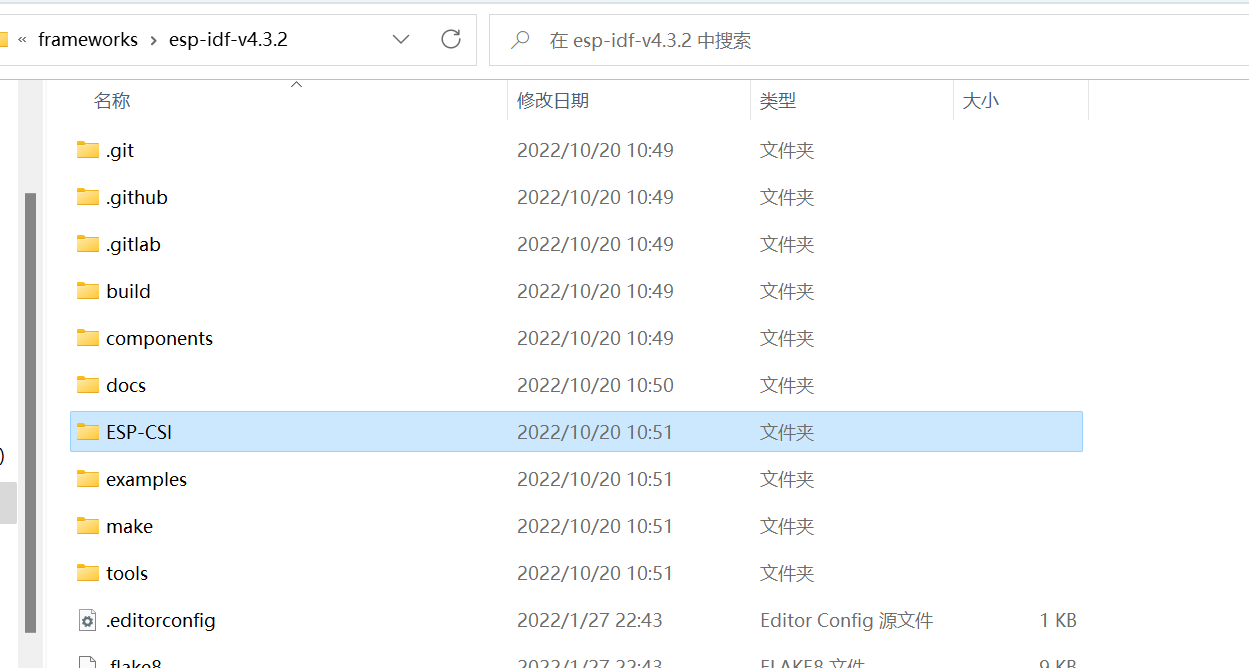 « frameworks › esp-idf-v4.3.2 在 esp-idf-v4.3.2 中搜索
名称 修改日期 类型 大小
.git 2022/10/20 10:49 文件夹
.github 2022/10/20 10:49 文件夹
.gitlab 2022/10/20 10:49 文件夹
build 2022/10/20 10:49 文件夹
components 2022/10/20 10:49 文件夹
docs 2022/10/20 10:50 文件夹
)
ESP-CSI 2022/10/20 10:51 文件夹
examples 2022/10/20 10:51 文件夹
make 2022/10/20 10:51 文件夹
tools 2022/10/20 10:51 文件夹
.editorconfig 2022/1/27 22:43 Editor Config 源文件 1 KB
.flake8 2022/1/27 22:43 FLAKE8 文件 9 KB